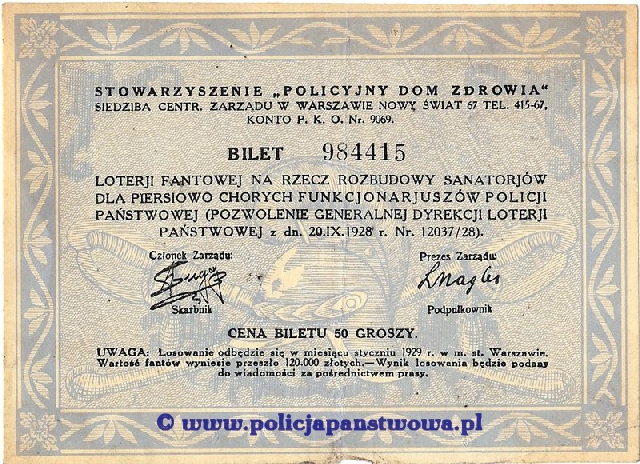 STOWARZYSZENIE „POLICYJNY DOM ZDROWIA"
SIEDZIBA CENTR. ZARZĄDU W WARSZAWIE NOWY ŚWIAT 67 TEL. 415-67,
KONTO P. K. O. Nr. 9069.
BILET 984415
LOTERJI FANTOWEJ NA RZECZ ROZBUDOWY SANATORJÓW
DLA PIERSIOWO CHORYCH FUNKCJONARJUSZÓW POLICJI
PAŃSTWOWEJ (POZWOLENIE GENERALNEJ DYREKCJI LOTERJI
PAŃSTWOWEJ z dn. 20.IX.1928 r. Nr. 12037/28).
Członek Zarządu: Prezes Zarządu:
Skarbnik Podpułkownik
CENA BILETU 50 GROSZY.
UWAGA: Losowanie odbędzie się w miesiącu styczniu 1929 r. w m. st. Warszawie.
Wartość fantów wyniesie przeszło 120.000 złotych.—Wynik losowania będzie podany
do wiadomości za pośrednictwem prasy.
© www.policjapanstwowa.pl